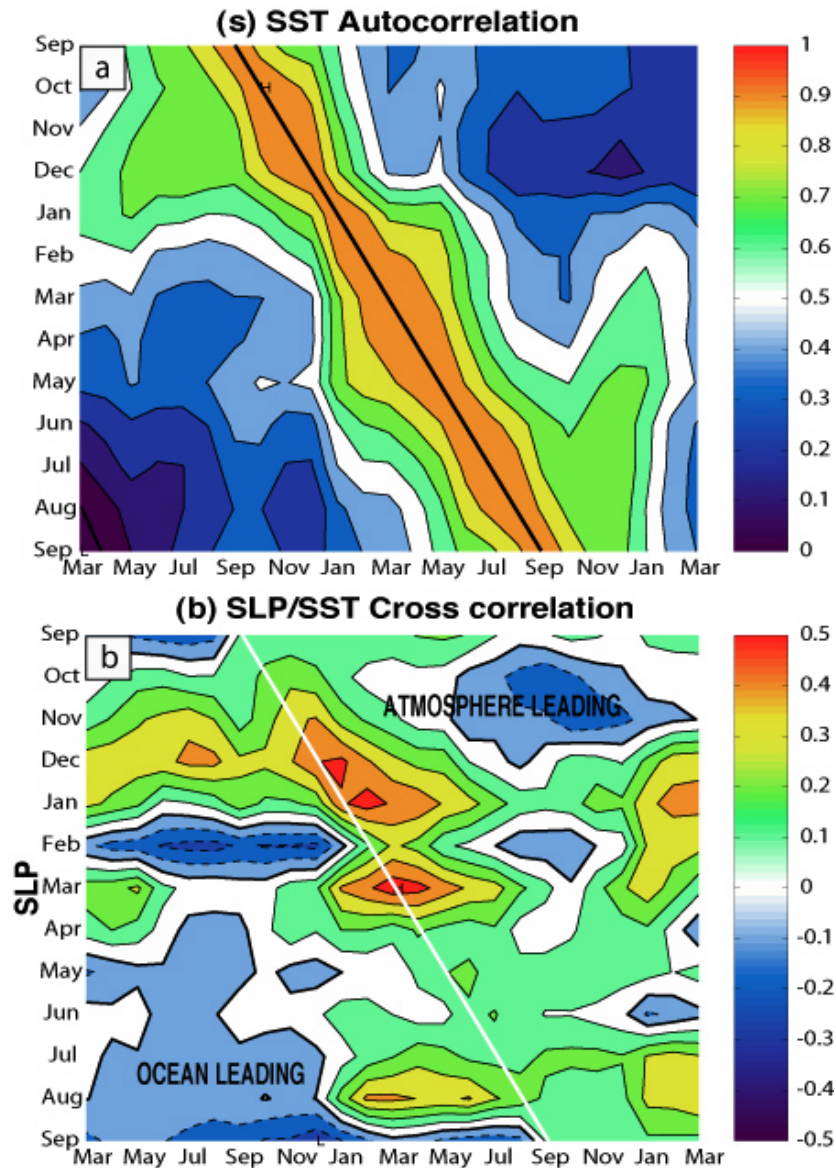 (s) SST Autocorrelation
a
H
Sep
Oct
Nov
Dec
Jan
Feb
Mar
Apr
May
Jun
Jul
Aug
Sep
Mar May Jul Sep Nov Jan Mar May Jul Sep Nov Jan Mar
1
0.9
0.8
0.7
0.6
0.5
0.4
0.3
0.2
0.1
0
(b) SLP/SST Cross correlation
b
ATMOSPHERE LEADING
OCEAN LEADING
SLP
Sep
Oct
Nov
Dec
Jan
Feb
Mar
Apr
May
Jun
Jul
Aug
Sep
L
Mar May Jul Sep Nov Jan Mar May Jul Sep Nov Jan Mar
0.5
0.4
0.3
0.2
0.1
0
-0.1
-0.2
-0.3
-0.4
-0.5